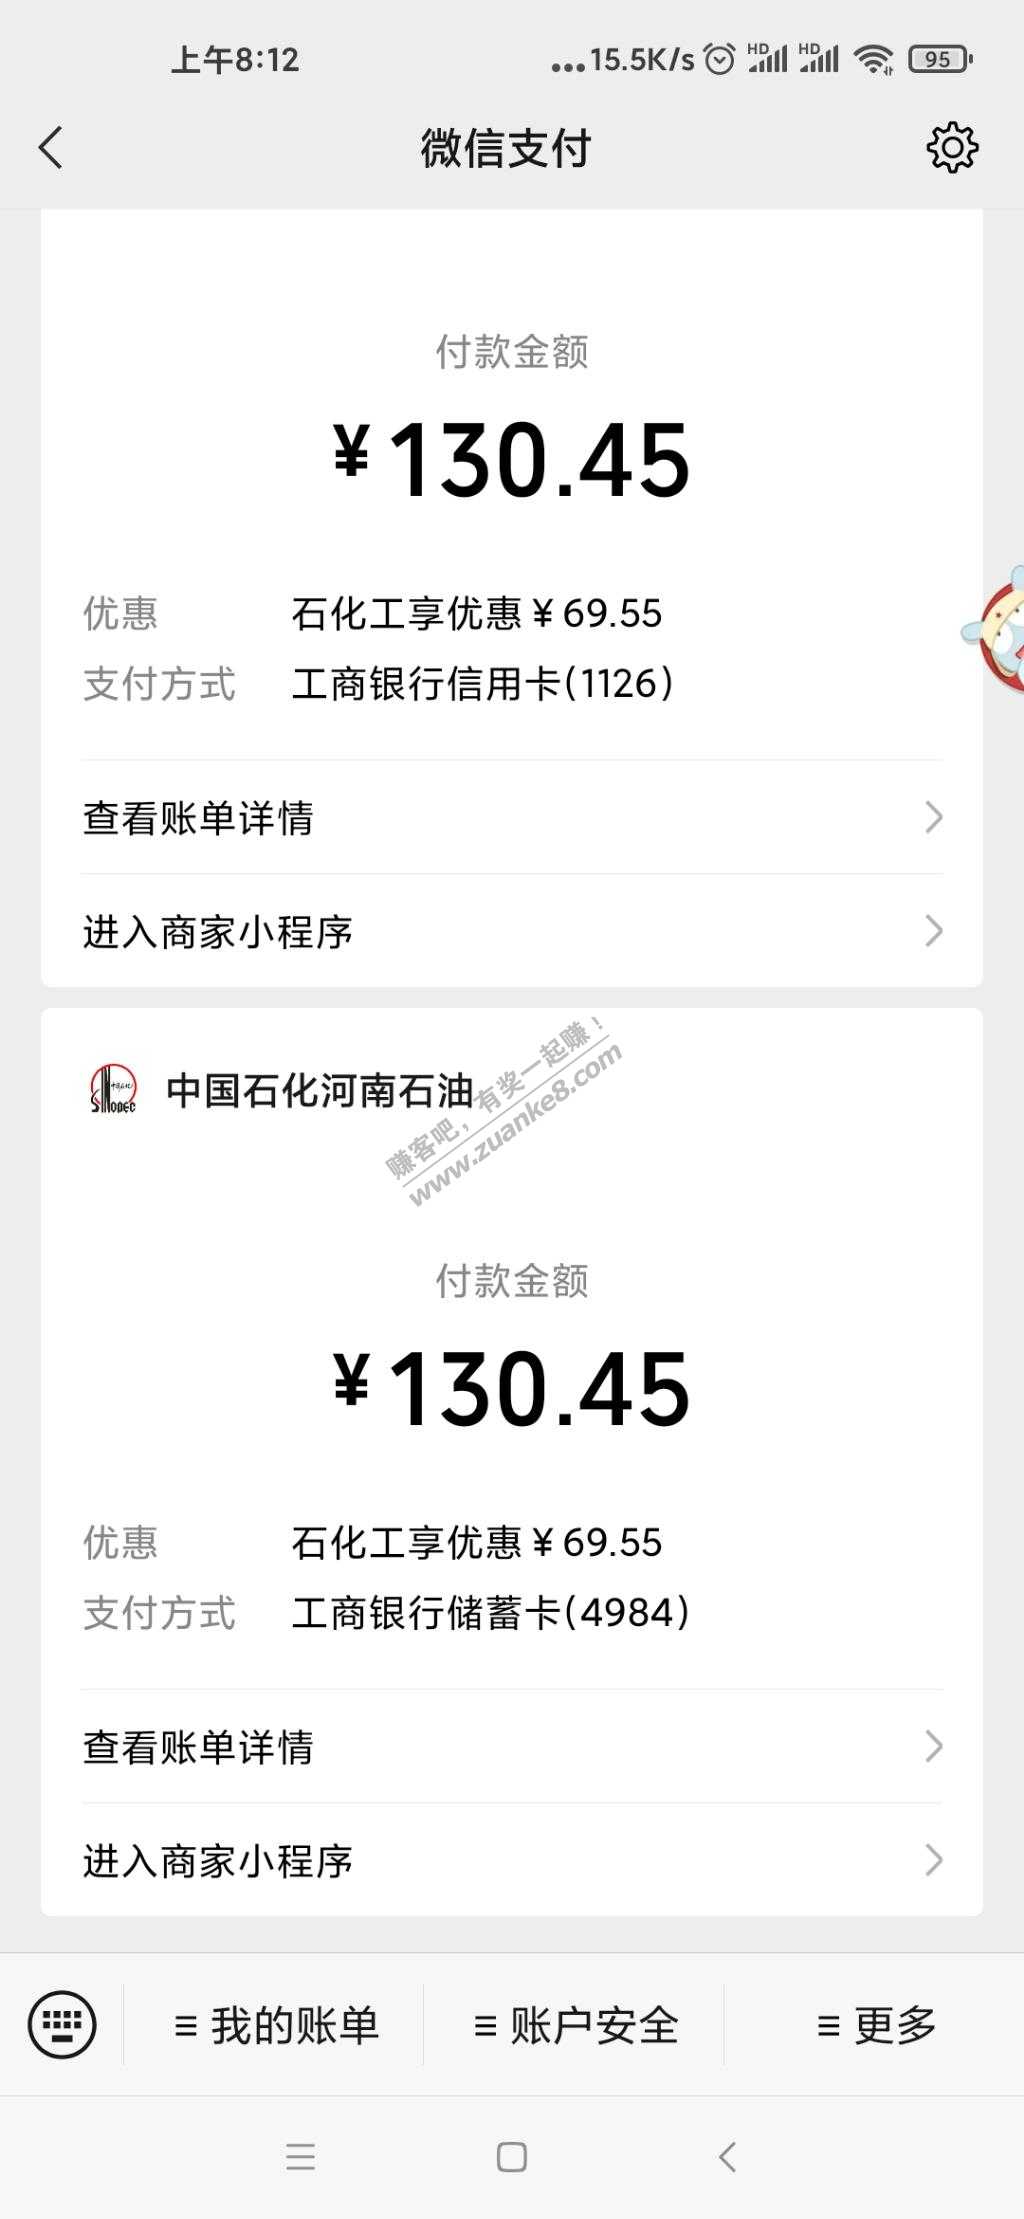 上午8:12
...15.5K/s HD HD 95
微信支付
付款金额
¥130.45
优惠 石化工享优惠¥69.55
支付方式 工商银行信用卡(1126)
查看账单详情
进入商家小程序
SINOPEC 中国石化河南石油
赚客吧，有奖一起赚！
www.zuanke8.com
付款金额
¥130.45
优惠 石化工享优惠¥69.55
支付方式 工商银行储蓄卡(4984)
查看账单详情
进入商家小程序
我的账单 账户安全 更多